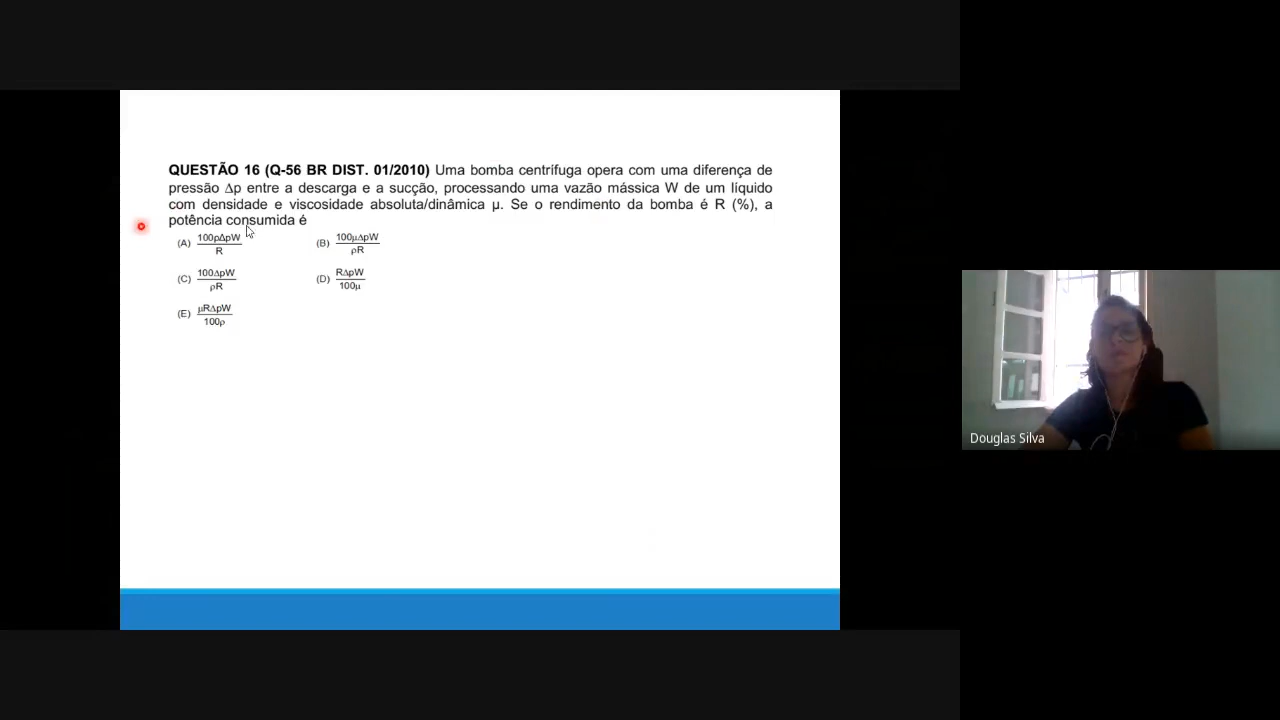 QUESTÃO 16 (Q-56 BR DIST. 01/2010) Uma bomba centrífuga opera com uma diferença de
pressão Δp entre a descarga e a sucção, processando uma vazão mássica W de um líquido
com densidade e viscosidade absoluta/dinâmica μ. Se o rendimento da bomba é R (%), a
potência consumida é
(A) 100ρΔpW / R (B) 100μΔpW / ρR
(C) 100ΔpW / ρR (D) RΔpW / 100μ
(E) μRΔpW / 100ρ
Douglas Silva